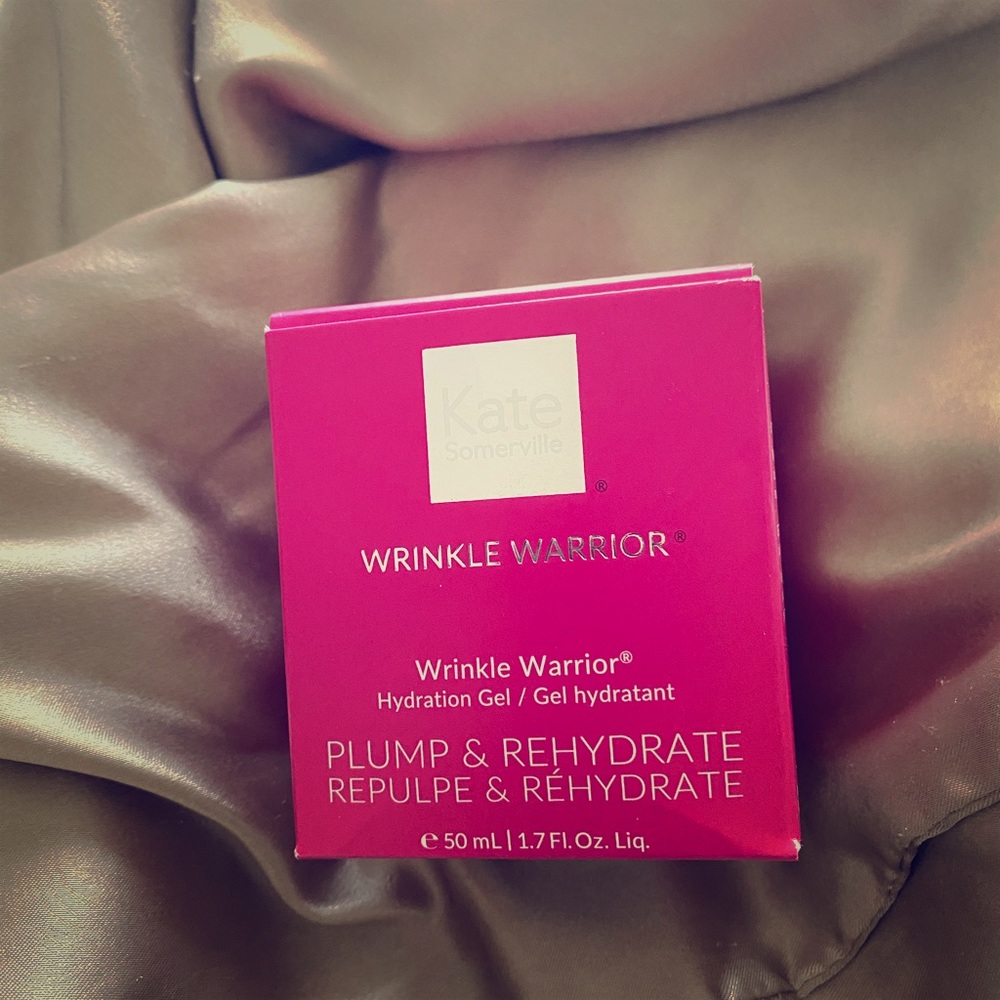 Kate
Somerville
®
WRINKLE WARRIOR®
Wrinkle Warrior®
Hydration Gel / Gel hydratant
PLUMP & REHYDRATE
REPULPE & RÉHYDRATE
e 50 mL | 1.7 Fl. Oz. Liq.